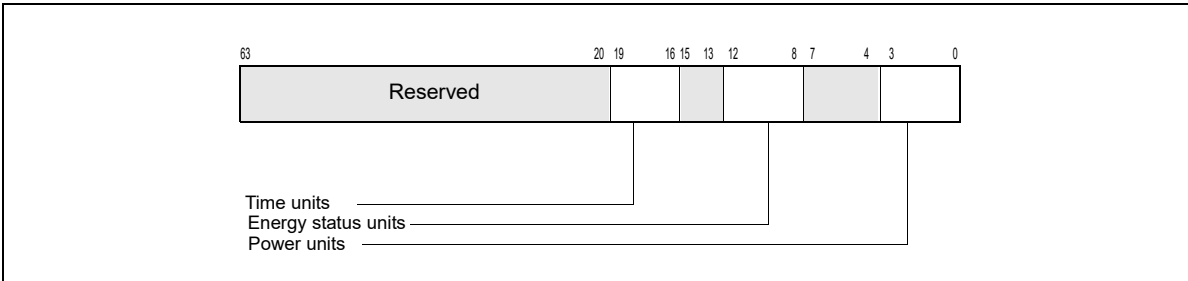 63 20 19 16 15 13 12 8 7 4 3 0
Reserved
Time units
Energy status units
Power units